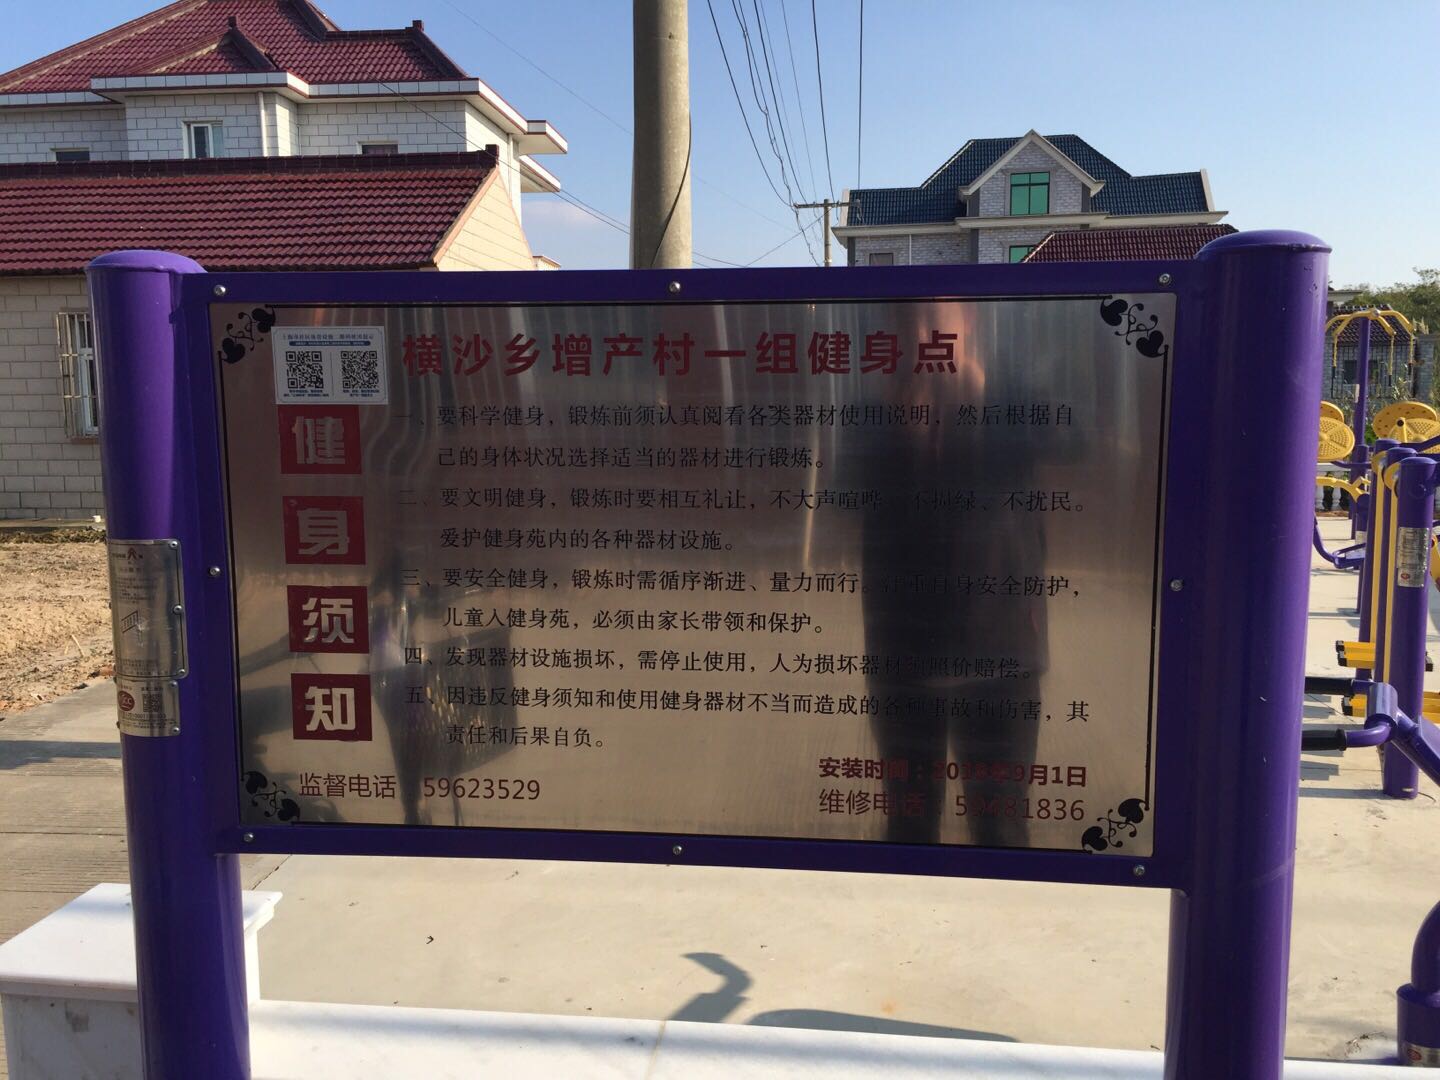 横沙乡增产村一组健身点
健
身
须
知
一、要科学健身，锻炼前须认真阅看各类器材使用说明，然后根据自
己的身体状况选择适当的器材进行锻炼。
二、要文明健身，锻炼时要相互礼让，不大声喧哗、不损绿、不扰民。
爱护健身苑内的各种器材设施。
三、要安全健身，锻炼时需循序渐进、量力而行。注重自身安全防护，
儿童入健身苑，必须由家长带领和保护。
四、发现器材设施损坏，需停止使用，人为损坏器材须照价赔偿。
五、因违反健身须知和使用健身器材不当而造成的各种事故和伤害，其
责任和后果自负。
监督电话：59623529
安装时间：2018年9月1日
维修电话：59481836